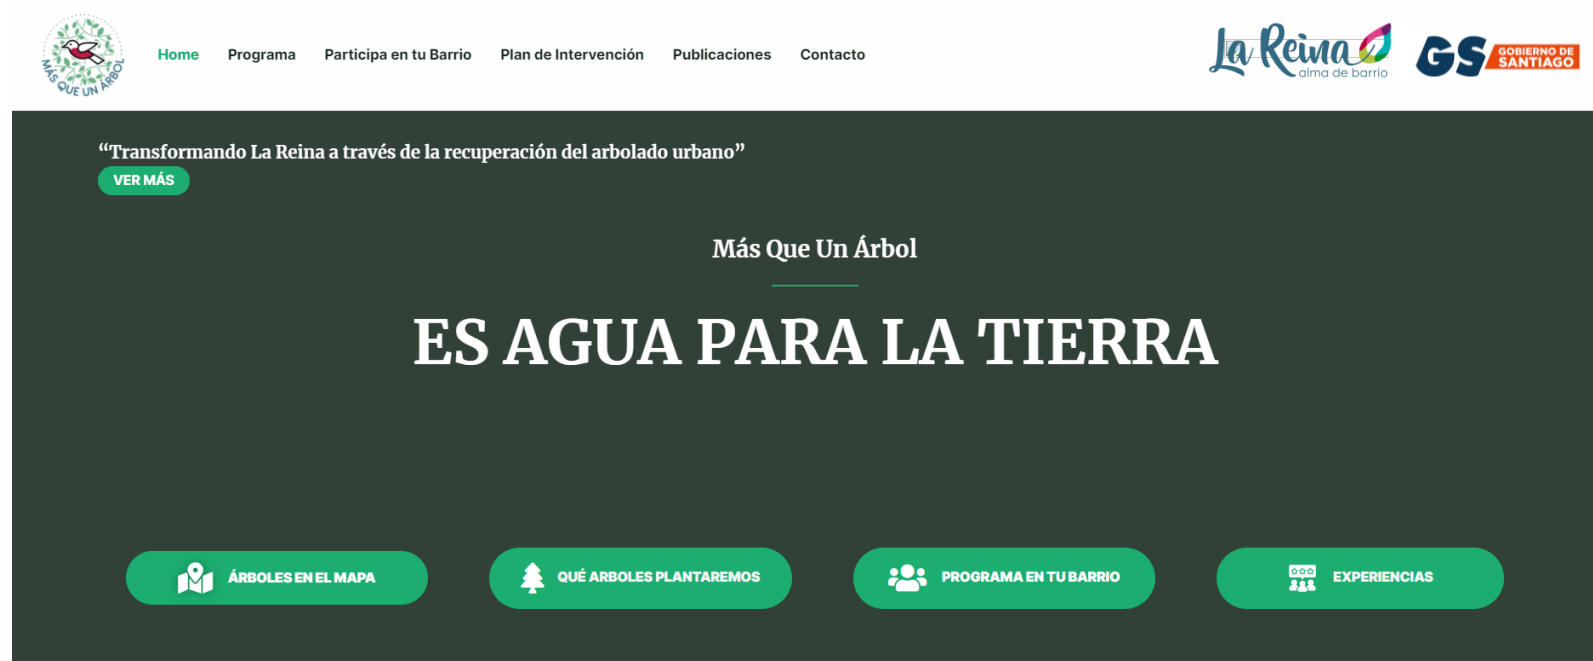 MÁS QUE UN ÁRBOL
Home Programa Participa en tu Barrio Plan de Intervención Publicaciones Contacto
La Reina
alma de barrio
GS GOBIERNO DE
SANTIAGO
“Transformando La Reina a través de la recuperación del arbolado urbano”
VER MÁS
Más Que Un Árbol
ES AGUA PARA LA TIERRA
ÁRBOLES EN EL MAPA QUÉ ARBOLES PLANTAREMOS PROGRAMA EN TU BARRIO EXPERIENCIAS